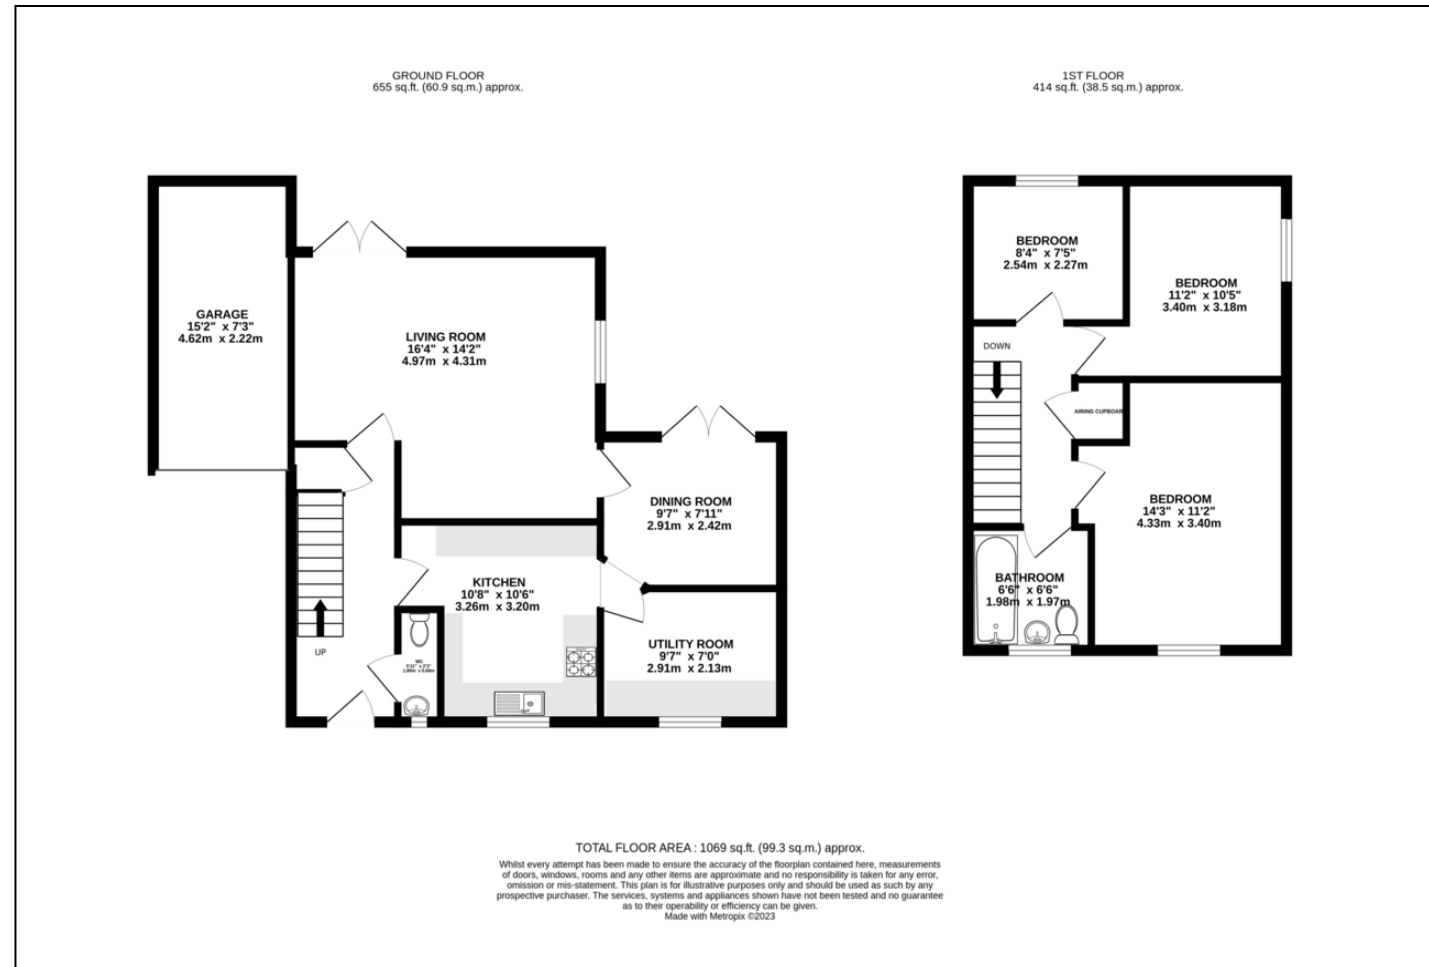 GROUND FLOOR
655 sq.ft. (60.9 sq.m.) approx.
1ST FLOOR
414 sq.ft. (38.5 sq.m.) approx.
GARAGE
15'2" x 7'3"
4.62m x 2.22m
LIVING ROOM
16'4" x 14'2"
4.97m x 4.31m
DINING ROOM
9'7" x 7'11"
2.91m x 2.42m
KITCHEN
10'8" x 10'6"
3.26m x 3.20m
UTILITY ROOM
9'7" x 7'0"
2.91m x 2.13m
WC
UP
BEDROOM
8'4" x 7'5"
2.54m x 2.27m
BEDROOM
11'2" x 10'5"
3.40m x 3.18m
DOWN
AIRING CUPBOAR
BEDROOM
14'3" x 11'2"
4.33m x 3.40m
BATHROOM
6'6" x 6'6"
1.98m x 1.97m
TOTAL FLOOR AREA : 1069 sq.ft. (99.3 sq.m.) approx.
Whilst every attempt has been made to ensure the accuracy of the floorplan contained here, measurements
of doors, windows, rooms and any other items are approximate and no responsibility is taken for any error,
omission or mis-statement. This plan is for illustrative purposes only and should be used as such by any
prospective purchaser. The services, systems and appliances shown have not been tested and no guarantee
as to their operability or efficiency can be given.
Made with Metropix ©2023